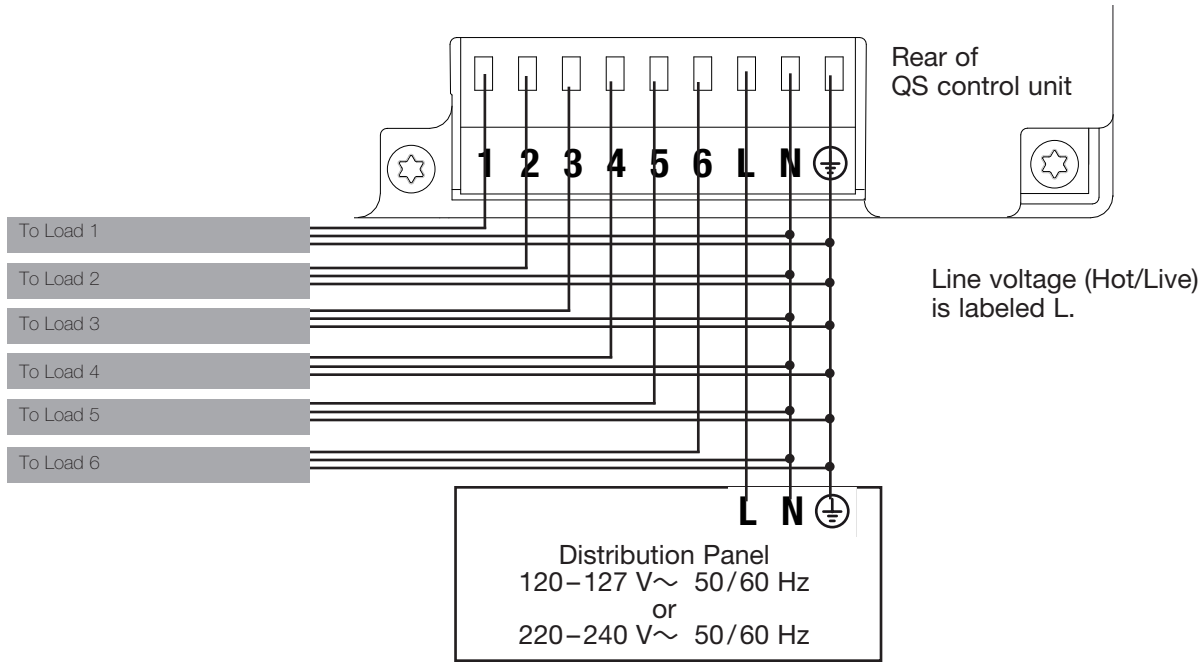 Rear of
QS control unit
1 2 3 4 5 6 L N
To Load 1
To Load 2
To Load 3
To Load 4
To Load 5
To Load 6
Line voltage (Hot/Live)
is labeled L.
L N
Distribution Panel
120–127 V~ 50/60 Hz
or
220–240 V~ 50/60 Hz